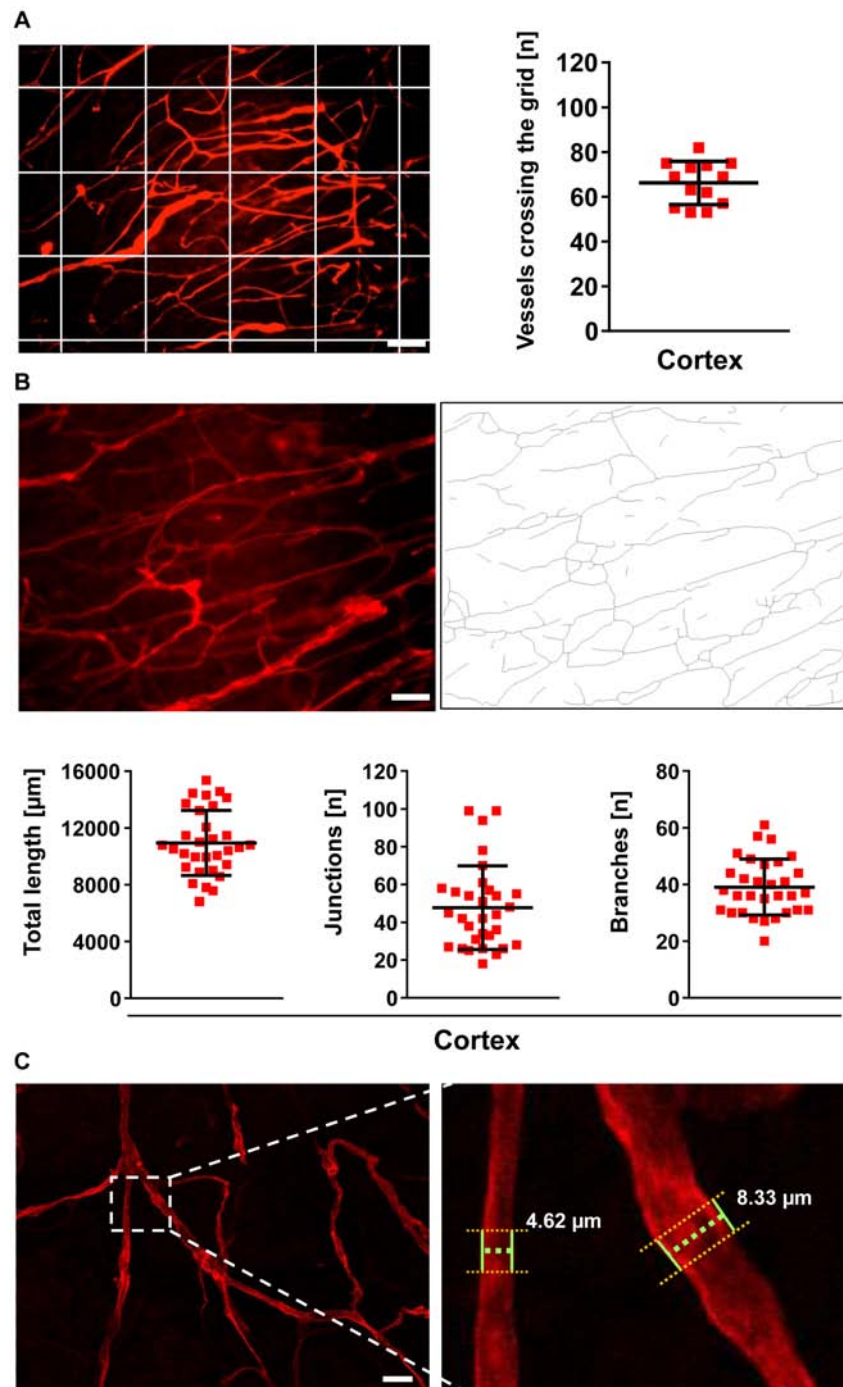 A
Vessels crossing the grid [n]
120
100
80
60
40
20
0
Cortex
B
Total length [µm]
16000
12000
8000
4000
0
Junctions [n]
120
100
80
60
40
20
0
Branches [n]
80
60
40
20
0
Cortex
C
4.62 µm
8.33 µm